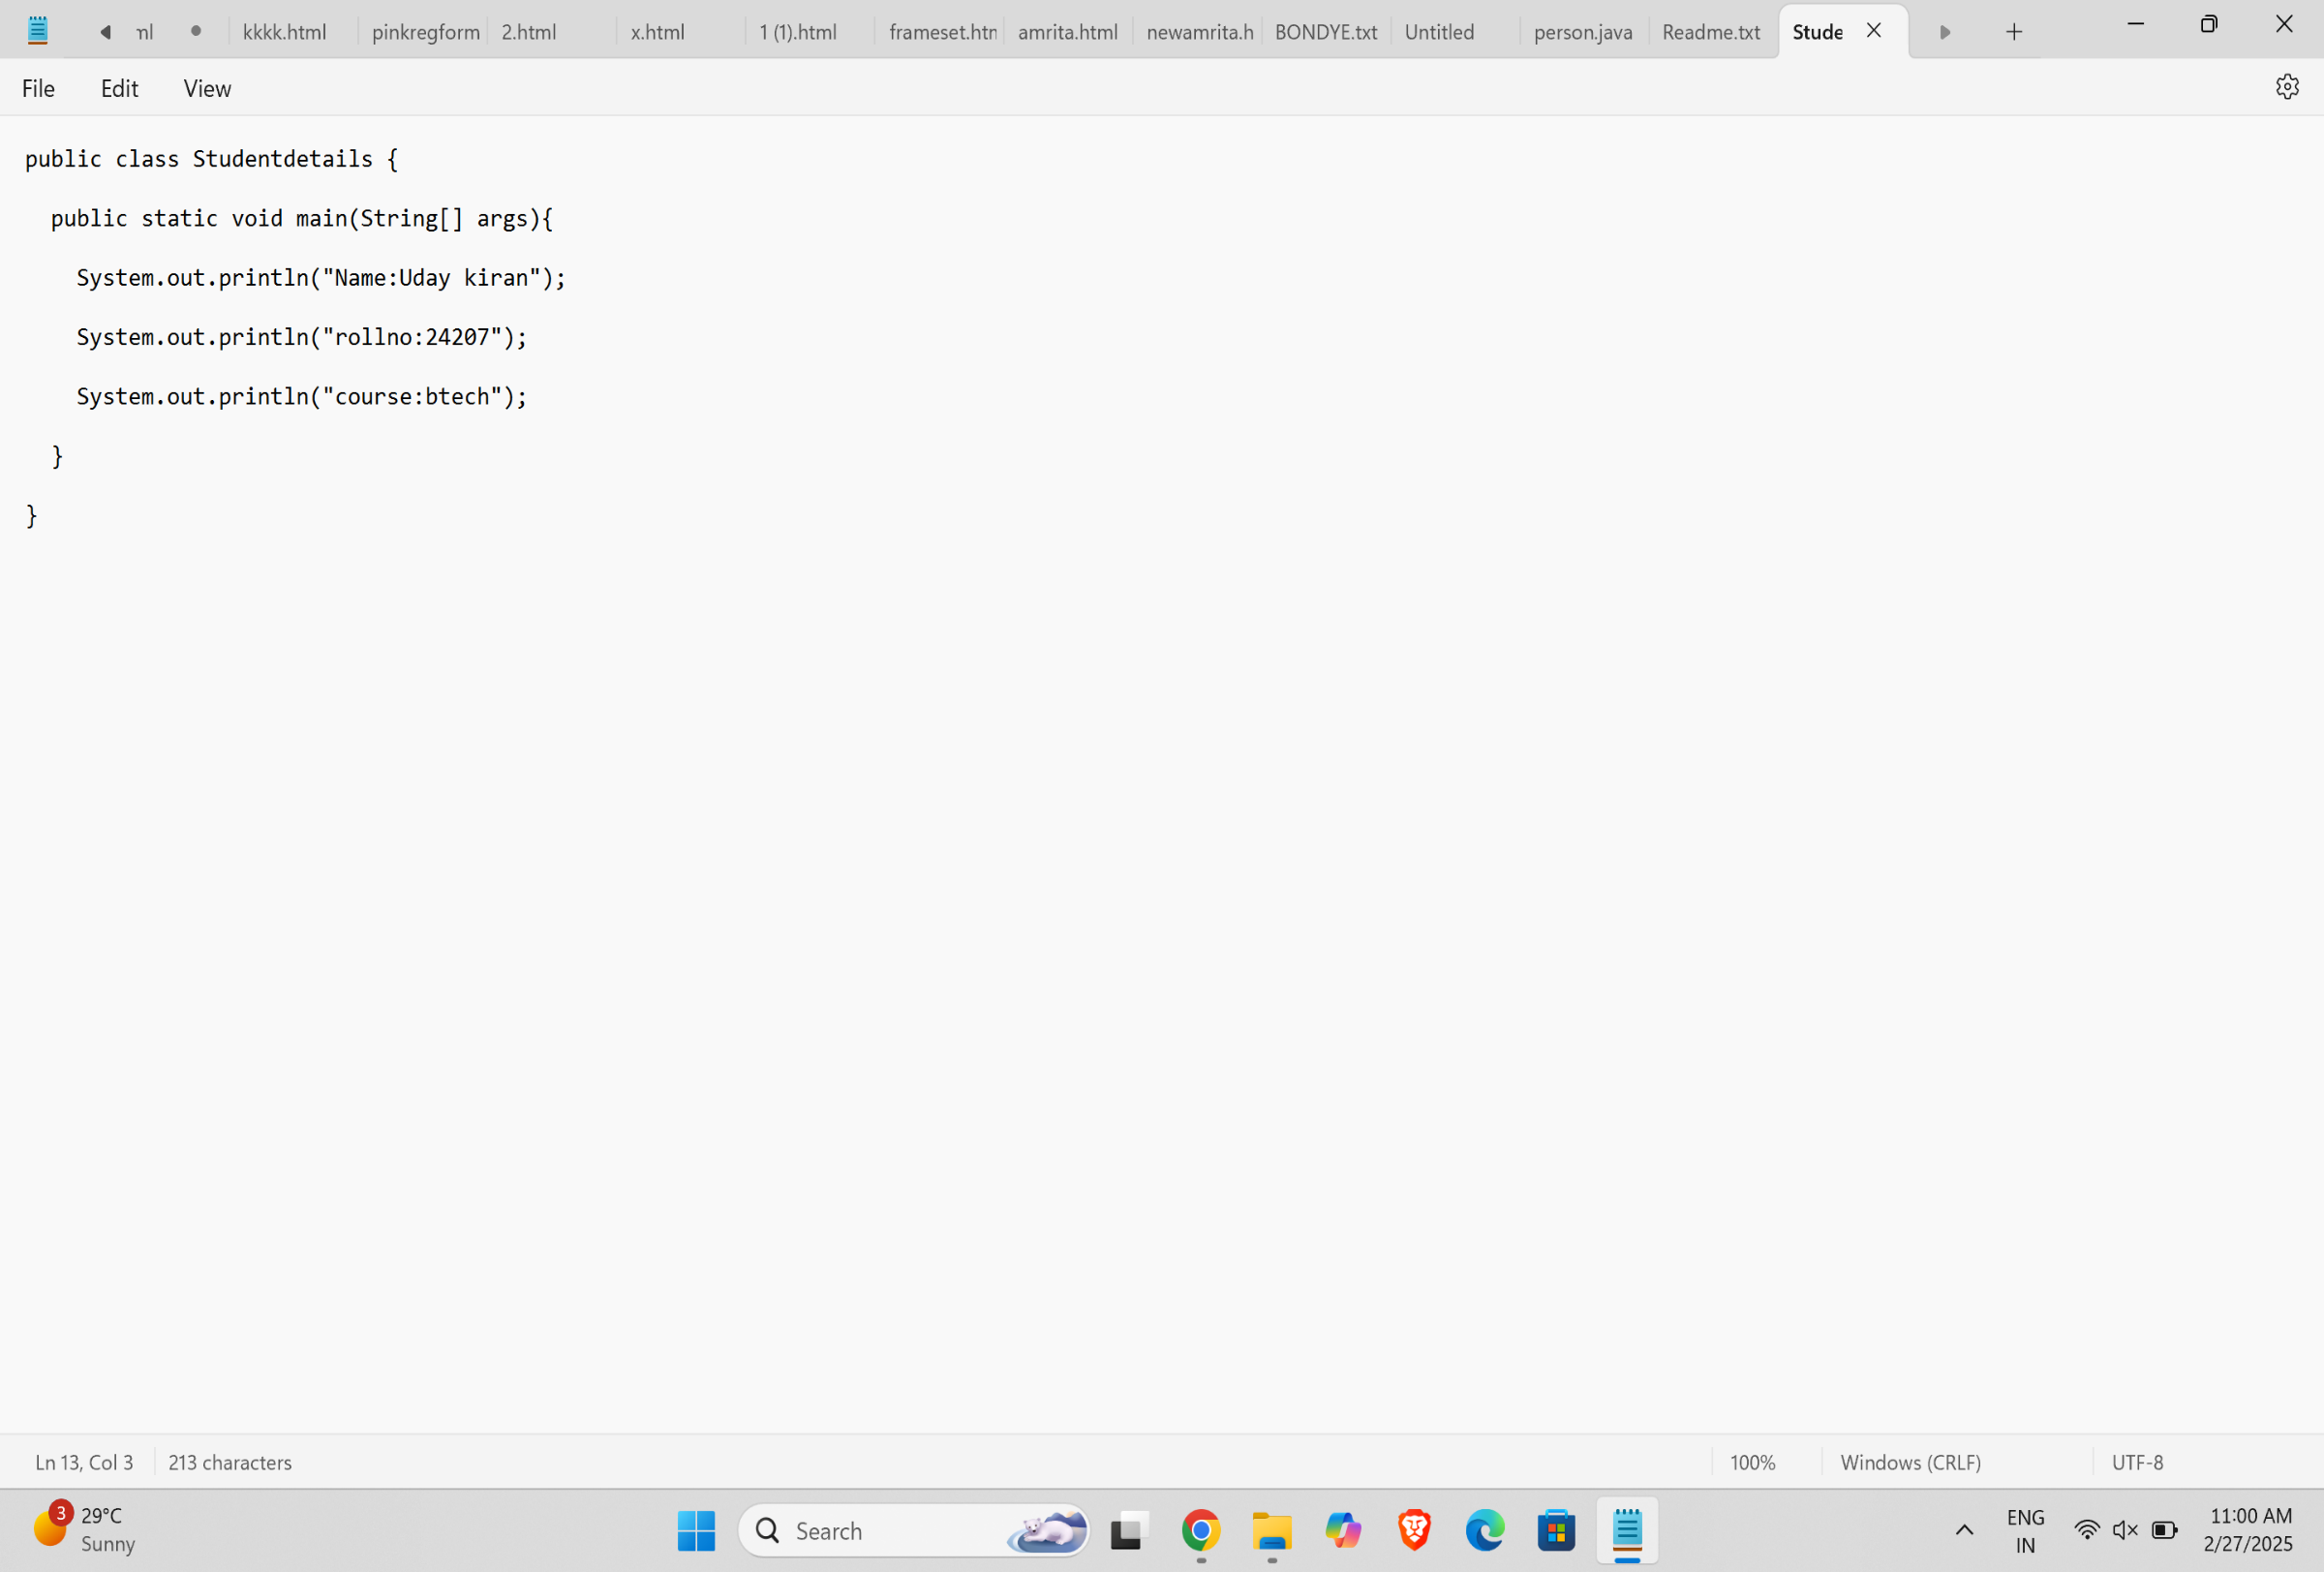 nl kkkk.html pinkregform 2.html x.html 1 (1).html frameset.htm amrita.html newamrita.h BONDYE.txt Untitled person.java Readme.txt Stude
File Edit View
public class Studentdetails {
public static void main(String[] args){
System.out.println("Name:Uday kiran");
System.out.println("rollno:24207");
System.out.println("course:btech");
}
}
Ln 13, Col 3 213 characters 100% Windows (CRLF) UTF-8
3 29°C Search ENG 11:00 AM
Sunny IN 2/27/2025